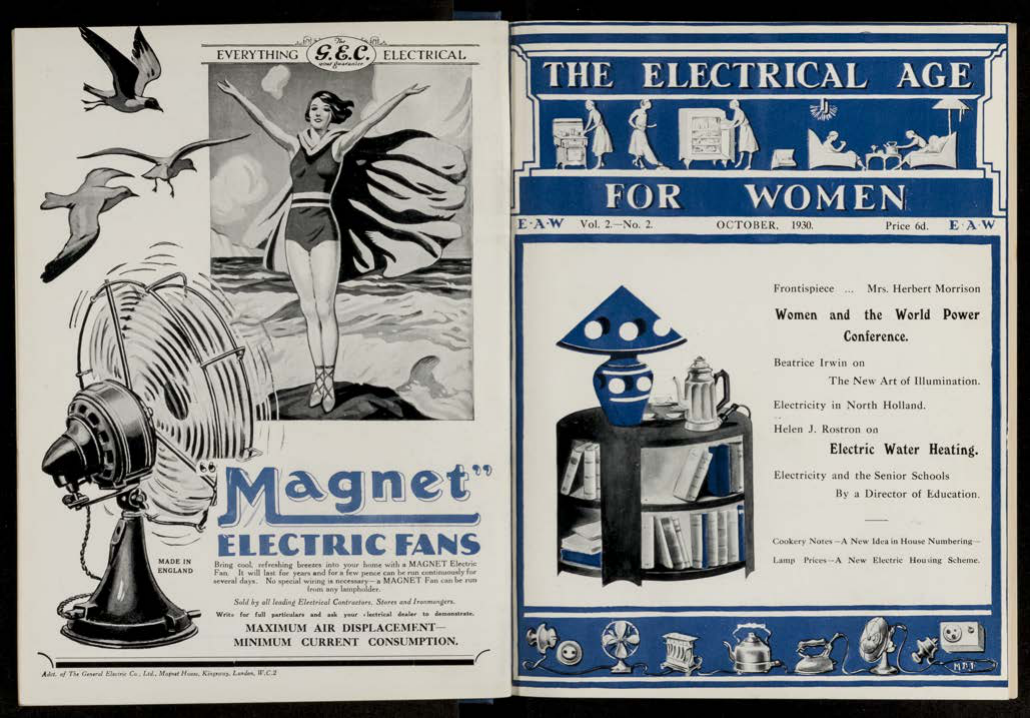 The
EVERYTHING G.E.C. ELECTRICAL
your Guarantee
"Magnet"
ELECTRIC FANS
MADE IN
ENGLAND
Bring cool, refreshing breezes into your home with a MAGNET Electric
Fan. It will last for years and for a few pence can be run continuously for
several days. No special wiring is necessary—a MAGNET Fan can be run
from any lampholder.
Sold by all leading Electrical Contractors, Stores and Ironmongers.
Write for full particulars and ask your electrical dealer to demonstrate.
MAXIMUM AIR DISPLACEMENT—
MINIMUM CURRENT CONSUMPTION.
Advt. of The General Electric Co., Ltd., Magnet House, Kingsway, London, W.C.2
THE ELECTRICAL AGE
FOR WOMEN
E·A·W Vol. 2.—No. 2. OCTOBER, 1930. Price 6d. E·A·W
Frontispiece ... Mrs. Herbert Morrison
Women and the World Power
Conference.
Beatrice Irwin on
The New Art of Illumination.
Electricity in North Holland.
Helen J. Rostron on
Electric Water Heating.
Electricity and the Senior Schools
By a Director of Education.
Cookery Notes—A New Idea in House Numbering—
Lamp Prices—A New Electric Housing Scheme.